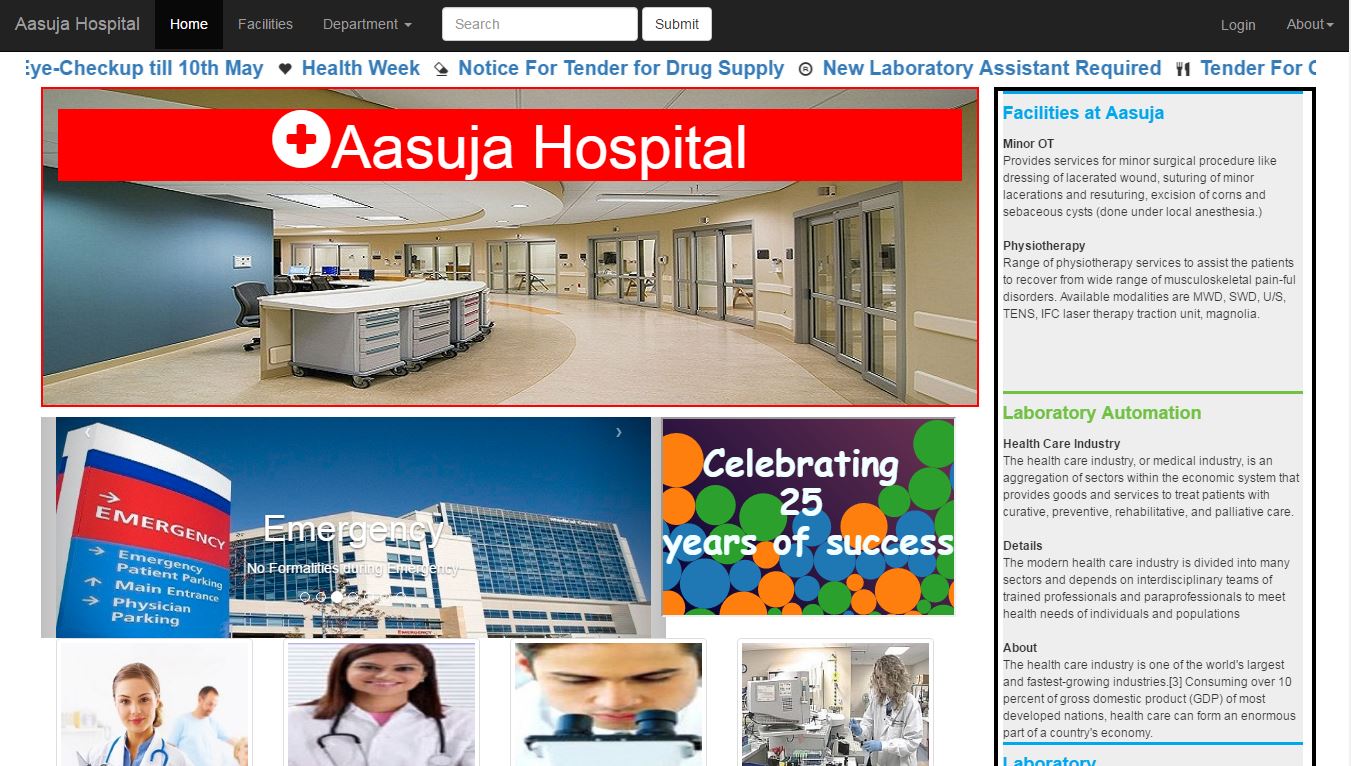 Aasuja Hospital Home Facilities Department Search Submit Login About
Eye-Checkup till 10th May Health Week Notice For Tender for Drug Supply New Laboratory Assistant Required Tender For
Aasuja Hospital
Facilities at Aasuja
Minor OT
Provides services for minor surgical procedure like
dressing of lacerated wound, suturing of minor
lacerations and resuturing, excision of corns and
sebaceous cysts (done under local anesthesia.)
Physiotherapy
Range of physiotherapy services to assist the patients
to recover from wide range of musculoskeletal pain-ful
disorders. Available modalities are MWD, SWD, U/S,
TENS, IFC laser therapy traction unit, magnolia.
EMERGENCY
Emergency
Patient Parking
Main Entrance
Physician
Parking
Emergency
No Formalities during Emergency
EMERGENCY
Celebrating
25
years of success
Laboratory Automation
Health Care Industry
The health care industry, or medical industry, is an
aggregation of sectors within the economic system that
provides goods and services to treat patients with
curative, preventive, rehabilitative, and palliative care.
Details
The modern health care industry is divided into many
sectors and depends on interdisciplinary teams of
trained professionals and paraprofessionals to meet
health needs of individuals and populations
About
The health care industry is one of the world's largest
and fastest-growing industries.[3] Consuming over 10
percent of gross domestic product (GDP) of most
developed nations, health care can form an enormous
part of a country's economy.
Laboratory